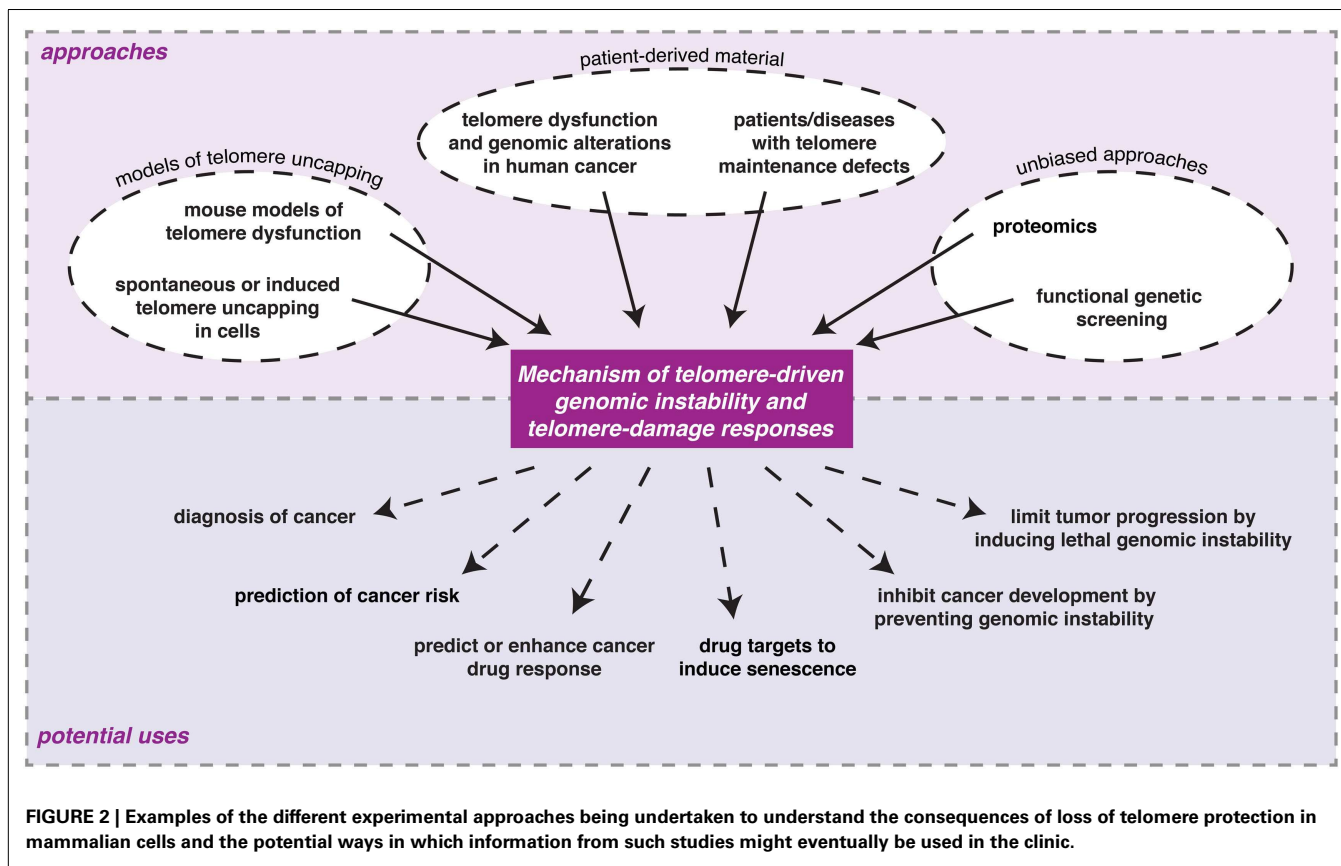 approaches
patient-derived material
telomere dysfunction
and genomic alterations
in human cancer
patients/diseases
with telomere
maintenance defects
models of telomere uncapping
mouse models of
telomere dysfunction
spontaneous or induced
telomere uncapping
in cells
unbiased approaches
proteomics
functional genetic
screening
Mechanism of telomere-driven
genomic instability and
telomere-damage responses
diagnosis of cancer
prediction of cancer risk
predict or enhance cancer
drug response
drug targets to
induce senescence
inhibit cancer development by
preventing genomic instability
limit tumor progression by
inducing lethal genomic instability
potential uses
FIGURE 2 | Examples of the different experimental approaches being undertaken to understand the consequences of loss of telomere protection in
mammalian cells and the potential ways in which information from such studies might eventually be used in the clinic.